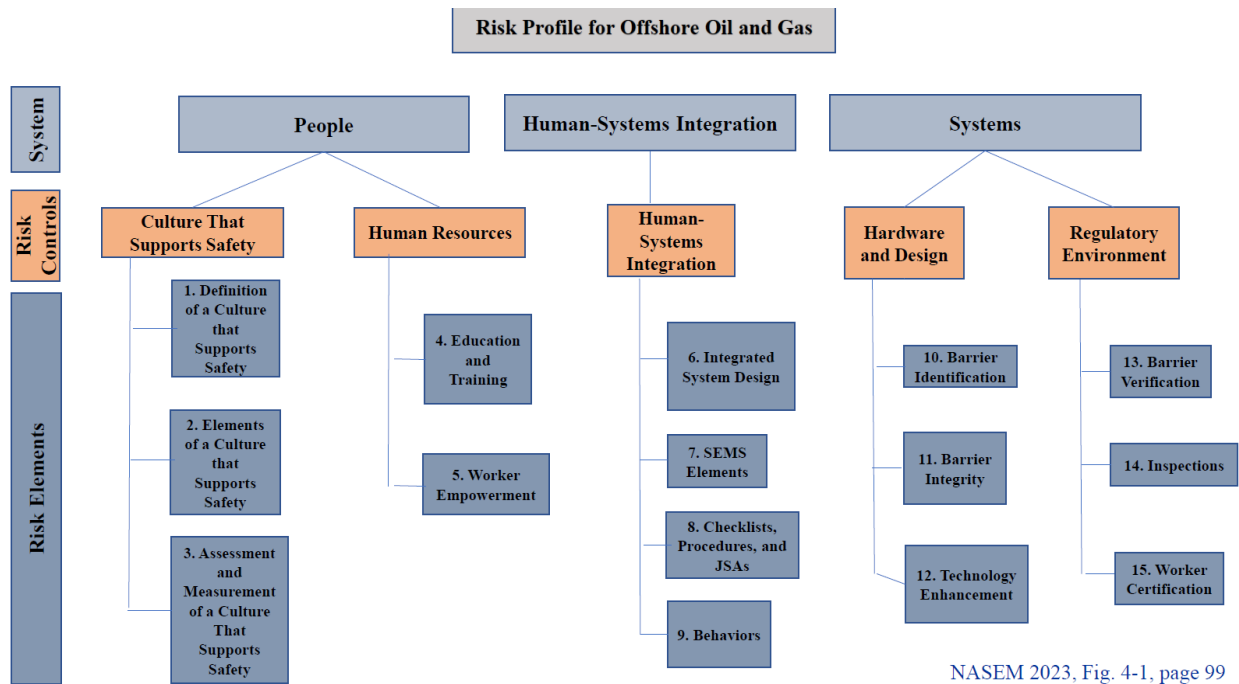 Risk Profile for Offshore Oil and Gas
System
People
Human-Systems Integration
Systems
Risk
Controls
Culture That
Supports Safety
Human Resources
Human-
Systems
Integration
Hardware
and Design
Regulatory
Environment
Risk Elements
1. Definition
of a Culture
that
Supports
Safety
2. Elements
of a Culture
that
Supports
Safety
3. Assessment
and
Measurement
of a Culture
That
Supports
Safety
4. Education
and
Training
5. Worker
Empowerment
6. Integrated
System Design
7. SEMS
Elements
8. Checklists,
Procedures, and
JSAs
9. Behaviors
10. Barrier
Identification
11. Barrier
Integrity
12. Technology
Enhancement
13. Barrier
Verification
14. Inspections
15. Worker
Certification
NASEM 2023, Fig. 4-1, page 99